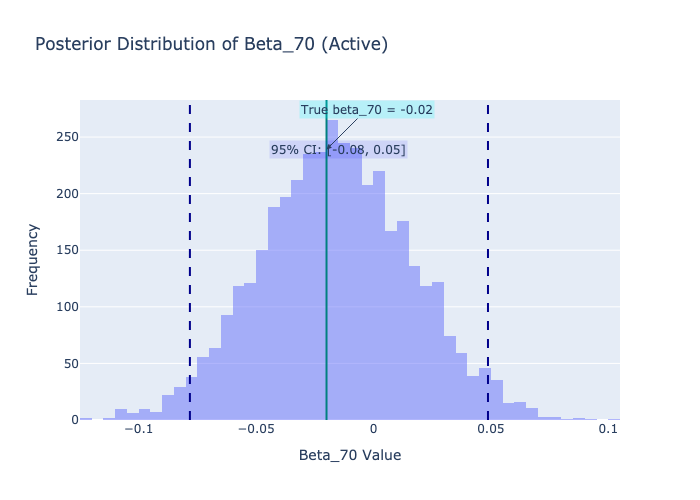 Posterior Distribution of Beta_70 (Active)
True beta_70 = -0.02
95% CI: [-0.08, 0.05]
250
200
150
100
50
0
Frequency
−0.1
−0.05
0
0.05
0.1
Beta_70 Value